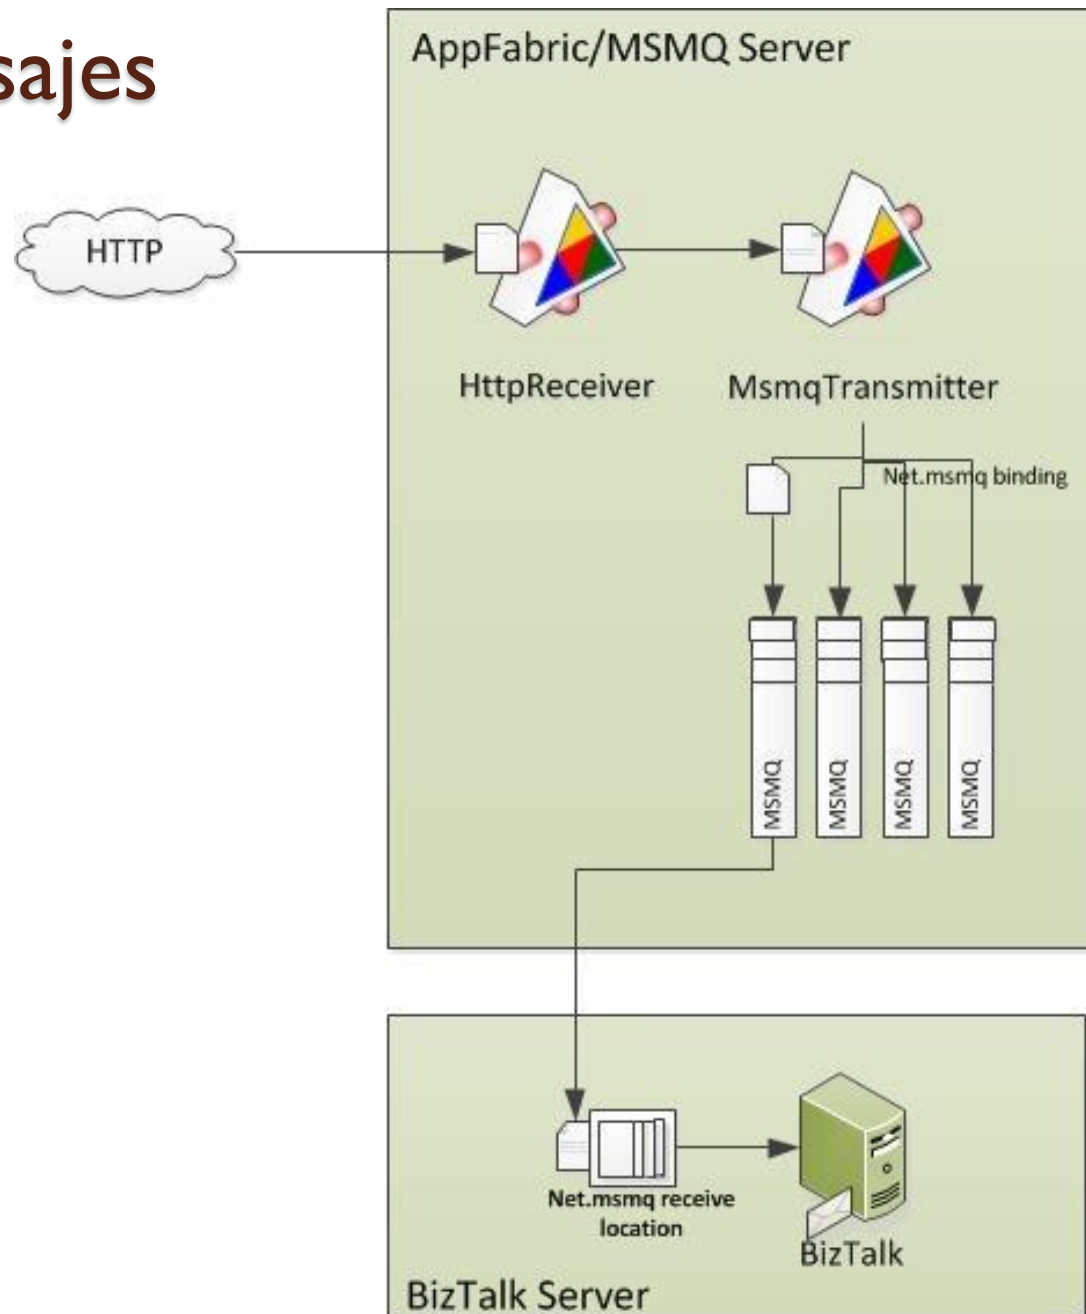 sajes
AppFabric/MSMQ Server
HTTP
HttpReceiver
MsmqTransmitter
Net.msmq binding
MSMQ
MSMQ
MSMQ
MSMQ
Net.msmq receive
location
BizTalk
BizTalk Server